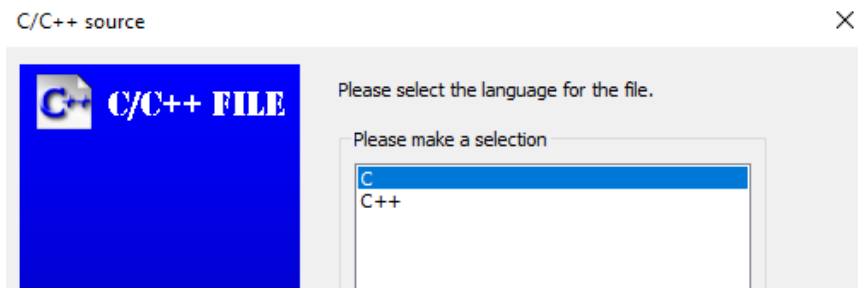 C/C++ source
C++ C/C++ FILE
Please select the language for the file.
Please make a selection
C
C++